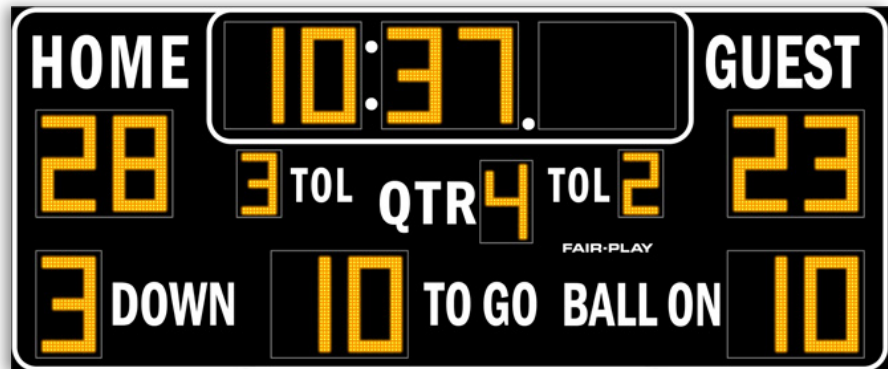 HOME 10:37. GUEST
28 23
3 TOL QTR 4 TOL 2
FAIR-PLAY
3 DOWN 10 TO GO BALL ON 10